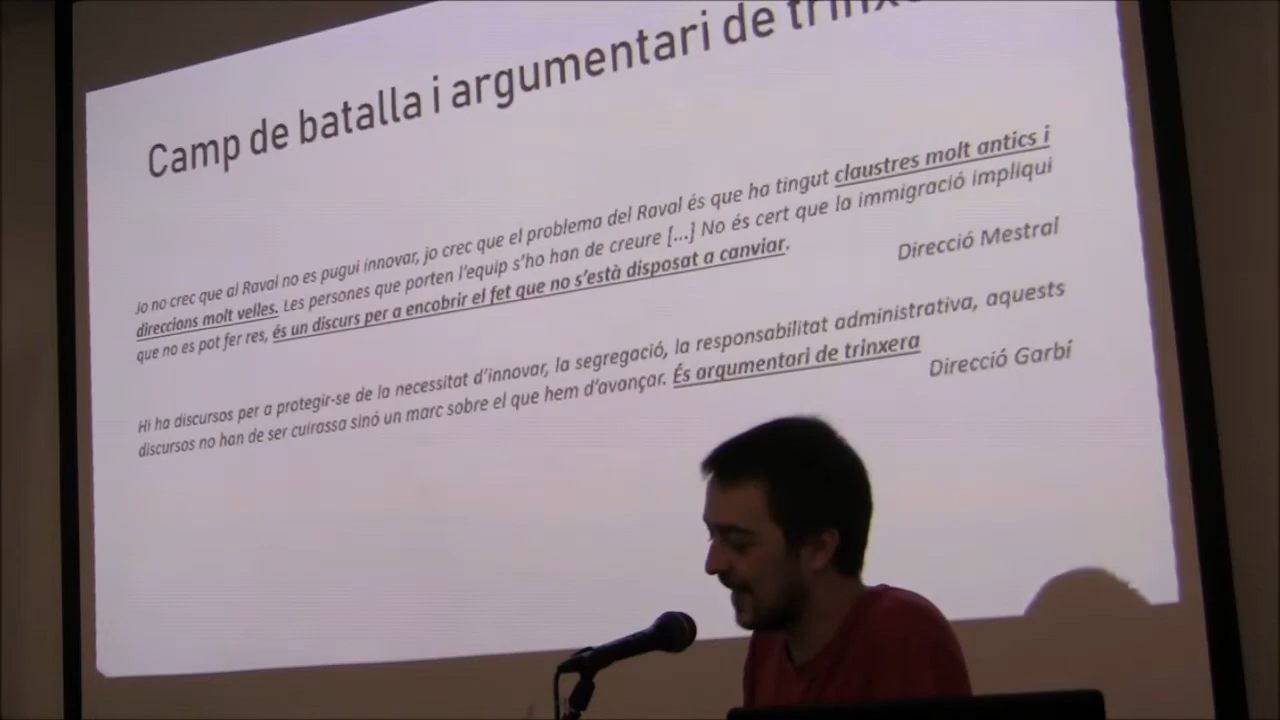 Camp de batalla i argumentari de trinx
Jo no crec que al Raval no es pugui innovar, jo crec que el problema del Raval és que ha tingut claustres molt antics i
direccions molt velles. Les persones que porten l'equip s'ho han de creure [...] No és cert que la immigració impliqui
que no es pot fer res, és un discurs per a encobrir el fet que no s'està disposat a canviar.
Direcció Mestral
Hi ha discursos per a protegir-se de la necessitat d'innovar, la segregació, la responsabilitat administrativa, aquests
discursos no han de ser cuirassa sinó un marc sobre el que hem d'avançar. És argumentari de trinxera
Direcció Garbí